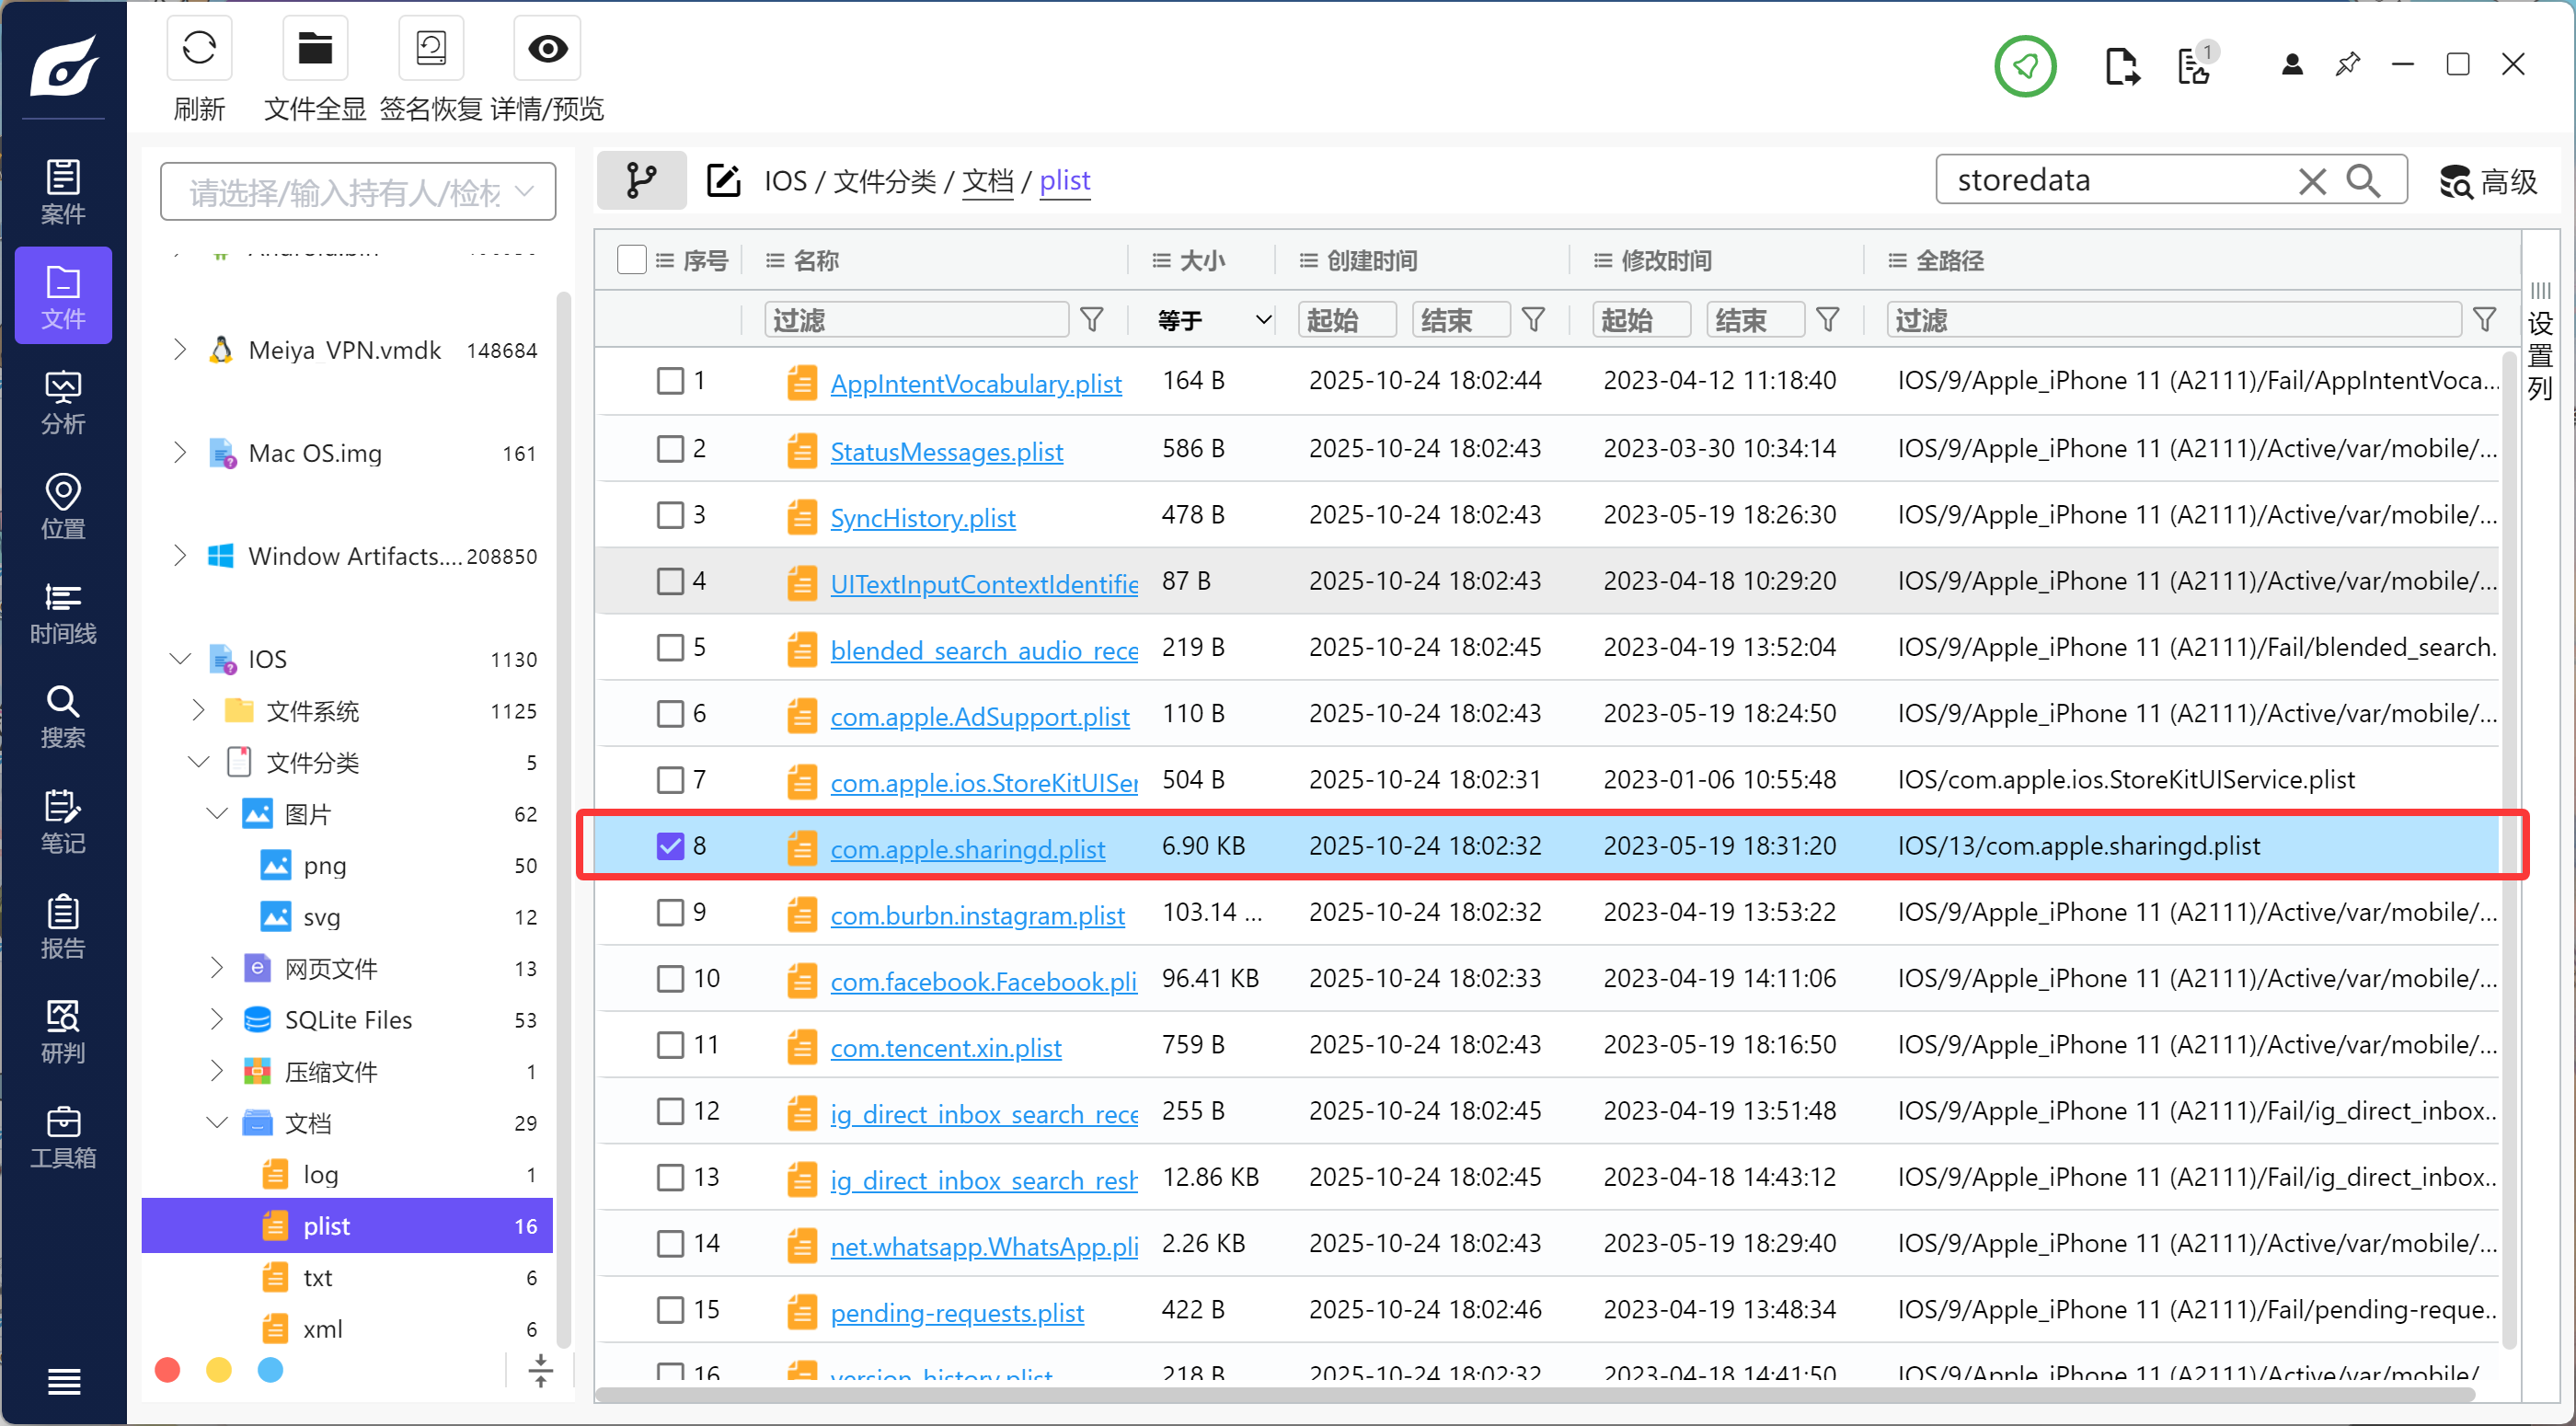 刷新
文件全显
签名恢复
详情/预览
1
案件
文件
分析
位置
时间线
搜索
笔记
报告
研判
工具箱
请选择/输入持有人/检材
Meiya_VPN.vmdk 148684
Mac OS.img 161
Window Artifacts.... 208850
IOS 1130
文件系统 1125
文件分类 5
图片 62
png 50
svg 12
网页文件 13
SQLite Files 53
压缩文件 1
文档 29
log 1
plist 16
txt 6
xml 6
IOS / 文件分类 / 文档 / plist
storedata
高级
序号 名称 大小 创建时间 修改时间 全路径
过滤 等于 起始 结束 起始 结束 过滤
1 AppIntentVocabulary.plist 164 B 2025-10-24 18:02:44 2023-04-12 11:18:40 IOS/9/Apple_iPhone 11 (A2111)/Fail/AppIntentVoca...
2 StatusMessages.plist 586 B 2025-10-24 18:02:43 2023-03-30 10:34:14 IOS/9/Apple_iPhone 11 (A2111)/Active/var/mobile/...
3 SyncHistory.plist 478 B 2025-10-24 18:02:43 2023-05-19 18:26:30 IOS/9/Apple_iPhone 11 (A2111)/Active/var/mobile/...
4 UITextInputContextIdentifie 87 B 2025-10-24 18:02:43 2023-04-18 10:29:20 IOS/9/Apple_iPhone 11 (A2111)/Active/var/mobile/...
5 blended_search_audio_rece 219 B 2025-10-24 18:02:45 2023-04-19 13:52:04 IOS/9/Apple_iPhone 11 (A2111)/Fail/blended_search.
6 com.apple.AdSupport.plist 110 B 2025-10-24 18:02:43 2023-05-19 18:24:50 IOS/9/Apple_iPhone 11 (A2111)/Active/var/mobile/...
7 com.apple.ios.StoreKitUISer 504 B 2025-10-24 18:02:31 2023-01-06 10:55:48 IOS/com.apple.ios.StoreKitUIService.plist
8 com.apple.sharingd.plist 6.90 KB 2025-10-24 18:02:32 2023-05-19 18:31:20 IOS/13/com.apple.sharingd.plist
9 com.burbn.instagram.plist 103.14 ... 2025-10-24 18:02:32 2023-04-19 13:53:22 IOS/9/Apple_iPhone 11 (A2111)/Active/var/mobile/...
10 com.facebook.Facebook.pli 96.41 KB 2025-10-24 18:02:33 2023-04-19 14:11:06 IOS/9/Apple_iPhone 11 (A2111)/Active/var/mobile/...
11 com.tencent.xin.plist 759 B 2025-10-24 18:02:43 2023-05-19 18:16:50 IOS/9/Apple_iPhone 11 (A2111)/Active/var/mobile/...
12 ig_direct_inbox_search_rece 255 B 2025-10-24 18:02:45 2023-04-19 13:51:48 IOS/9/Apple_iPhone 11 (A2111)/Fail/ig_direct_inbox..
13 ig_direct_inbox_search_resh 12.86 KB 2025-10-24 18:02:45 2023-04-18 14:43:12 IOS/9/Apple_iPhone 11 (A2111)/Fail/ig_direct_inbox..
14 net.whatsapp.WhatsApp.pli 2.26 KB 2025-10-24 18:02:43 2023-05-19 18:29:40 IOS/9/Apple_iPhone 11 (A2111)/Active/var/mobile/...
15 pending-requests.plist 422 B 2025-10-24 18:02:46 2023-04-19 13:48:34 IOS/9/Apple_iPhone 11 (A2111)/Fail/pending-reque..
16 version_history.plist 218 B 2025-10-24 18:02:32 2023-04-18 14:41:50 IOS/9/Apple_iPhone 11 (A2111)/Active/var/mobile/
设置列